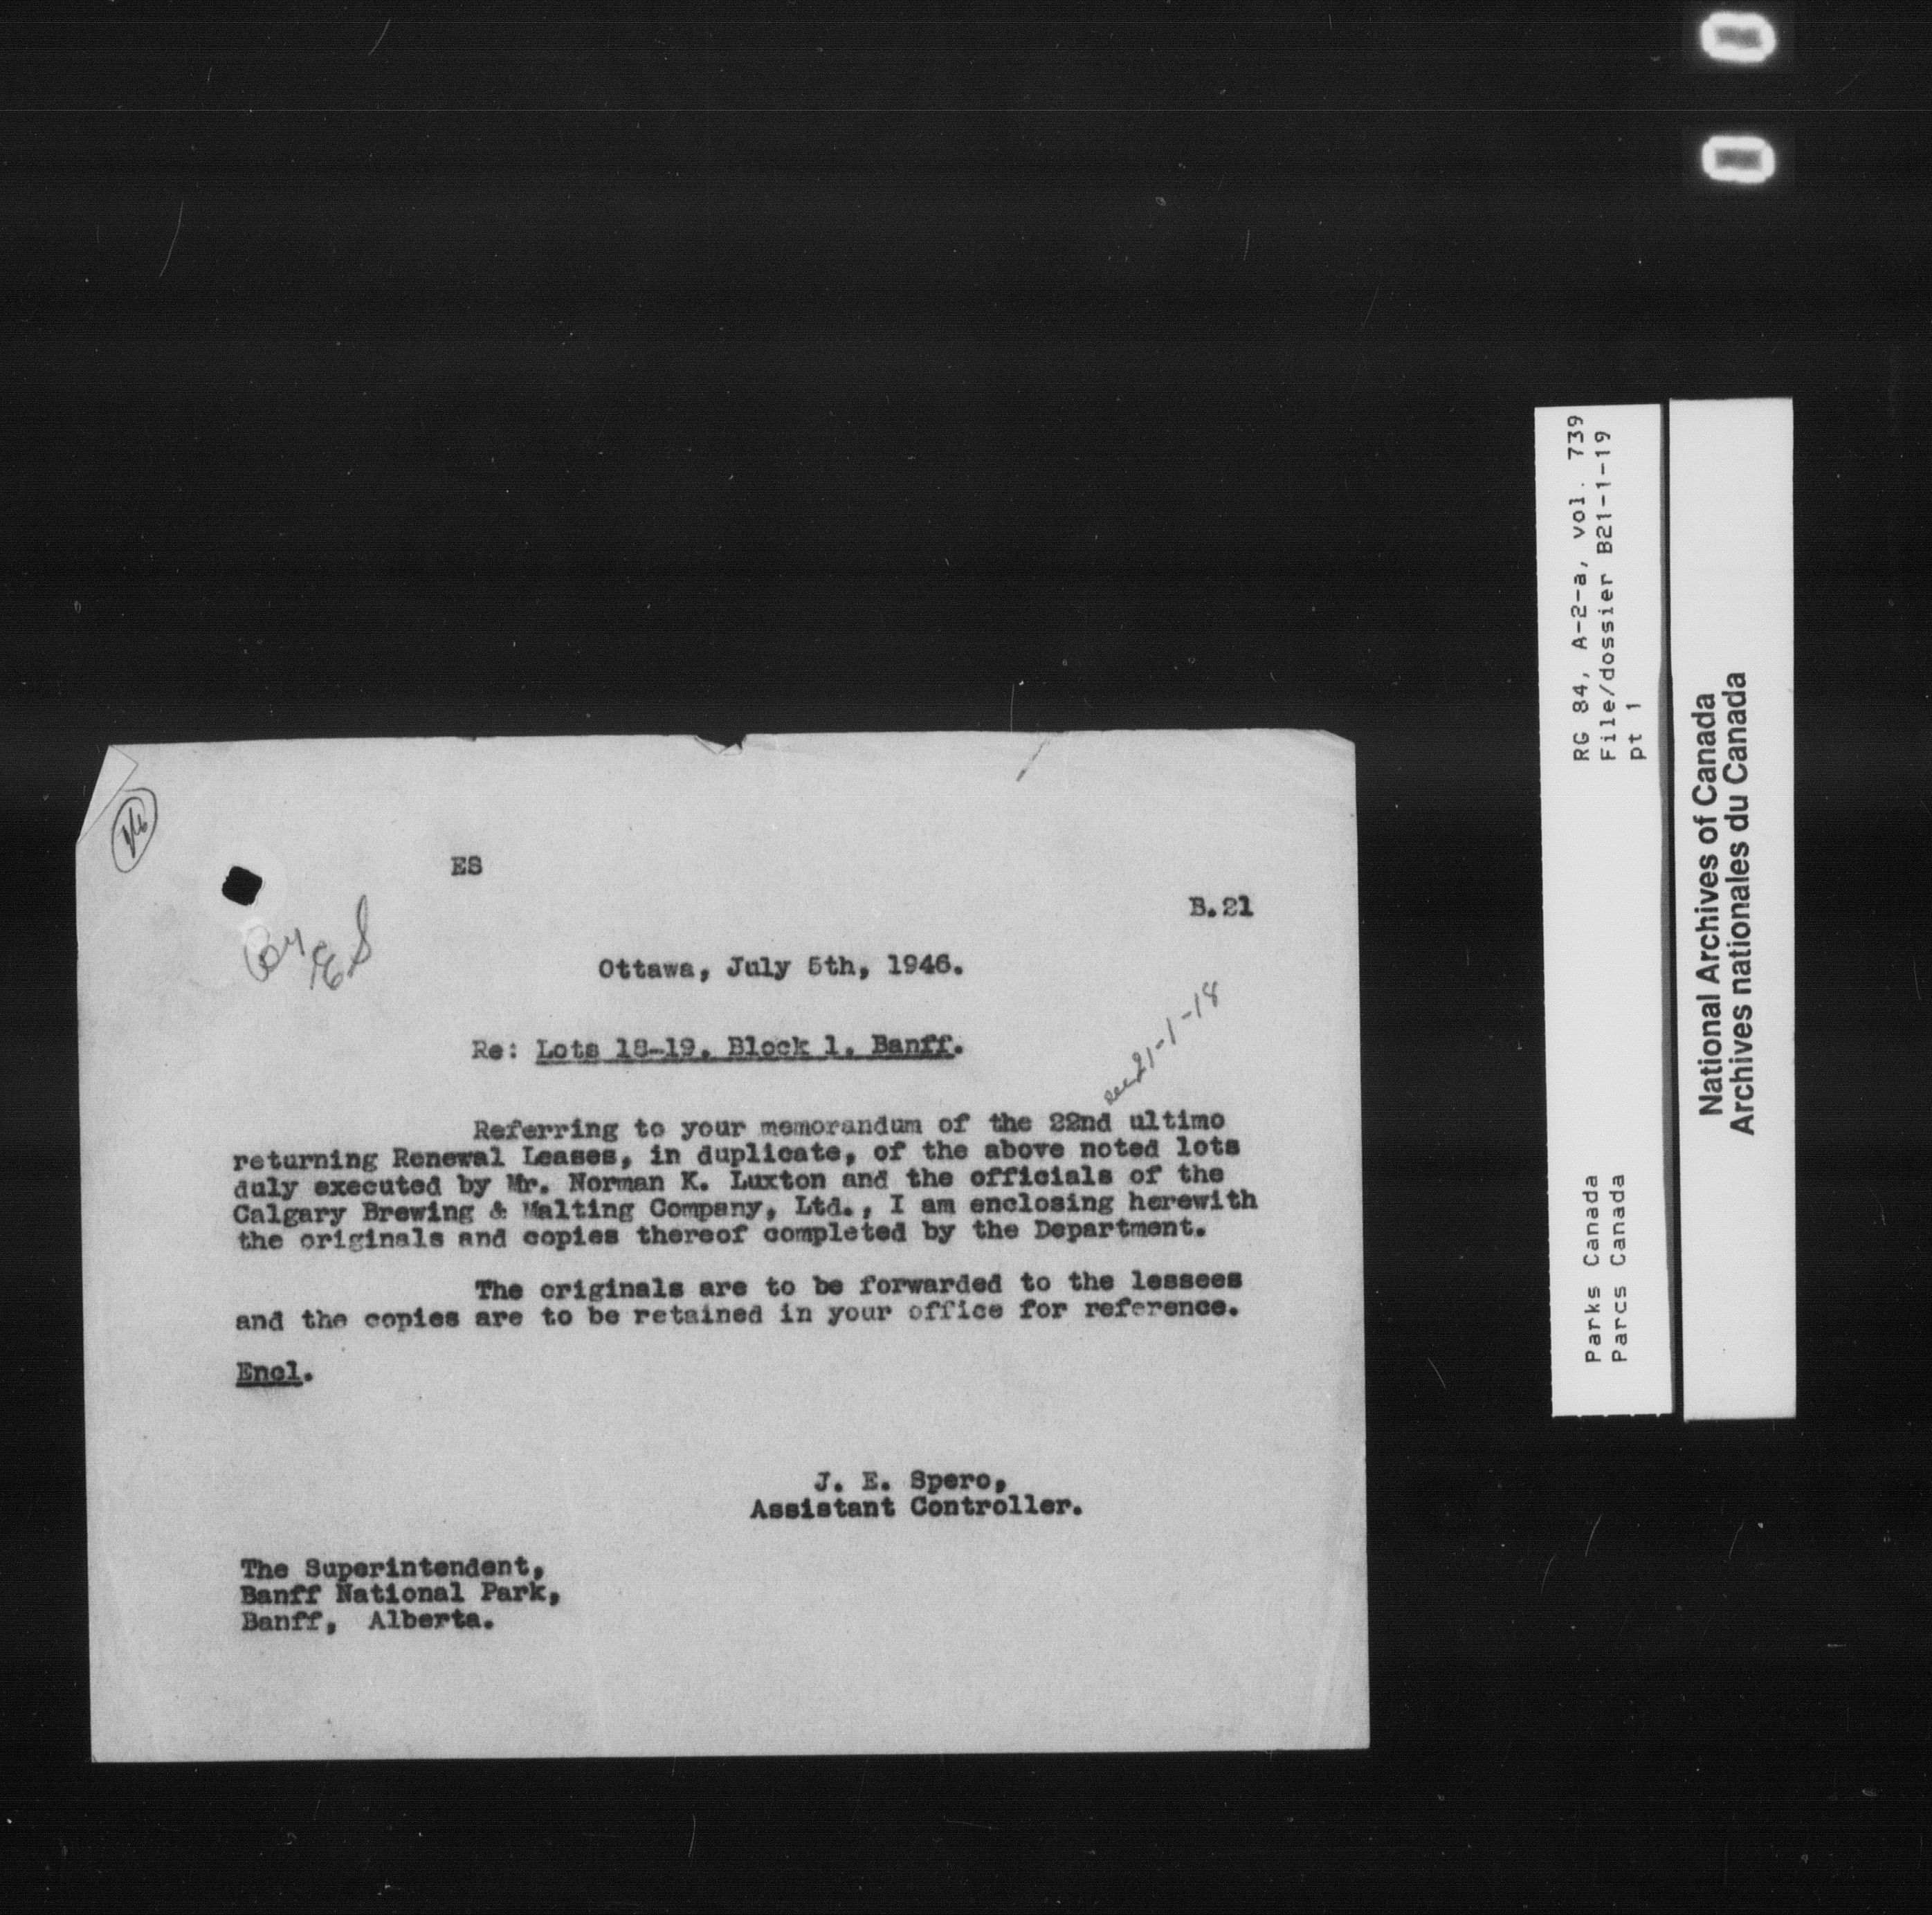 ES
B.21
Ottawa, July 5th, 1946.
21-1-18
Re: Lots 18-19, Block 1, Banff.
Referring to your memorandum of the 22nd ultimo
returning Renewal Leases, in duplicate, of the above noted lots
duly executed by Mr. Norman K. Luxton and the officials of the
Calgary Brewing & Malting Company, Ltd., I am enclosing herewith
the originals and copies thereof completed by the Department.
The originals are to be forwarded to the lessees
and the copies are to be retained in your office for reference.
Encl.
J. E. Spero,
Assistant Controller.
The Superintendent,
Banff National Park,
Banff, Alberta.
RG 84, A-2-a, vol. 739
File/dossier B21-1-19
pt 1
Parks Canada
Parcs Canada
National Archives of Canada
Archives nationales du Canada